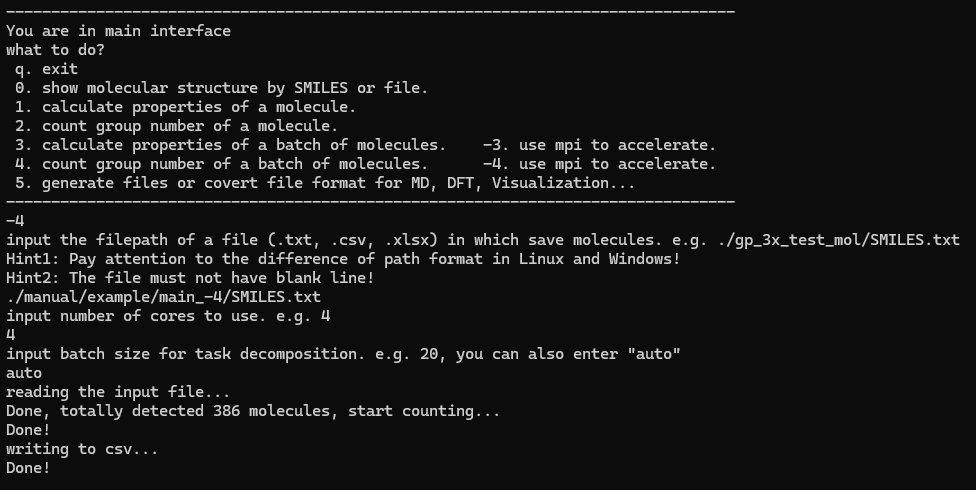 ---------------------------------------------------------------------------------
You are in main interface
what to do?
 q. exit
 0. show molecular structure by SMILES or file.
 1. calculate properties of a molecule.
 2. count group number of a molecule.
 3. calculate properties of a batch of molecules.    -3. use mpi to accelerate.
 4. count group number of a batch of molecules.      -4. use mpi to accelerate.
 5. generate files or covert file format for MD, DFT, Visualization...
---------------------------------------------------------------------------------
-4
input the filepath of a file (.txt, .csv, .xlsx) in which save molecules. e.g. ./gp_3x_test_mol/SMILES.txt
Hint1: Pay attention to the difference of path format in Linux and Windows!
Hint2: The file must not have blank line!
./manual/example/main_-4/SMILES.txt
input number of cores to use. e.g. 4
4
input batch size for task decomposition. e.g. 20, you can also enter "auto"
auto
reading the input file...
Done, totally detected 386 molecules, start counting...
Done!
writing to csv...
Done!